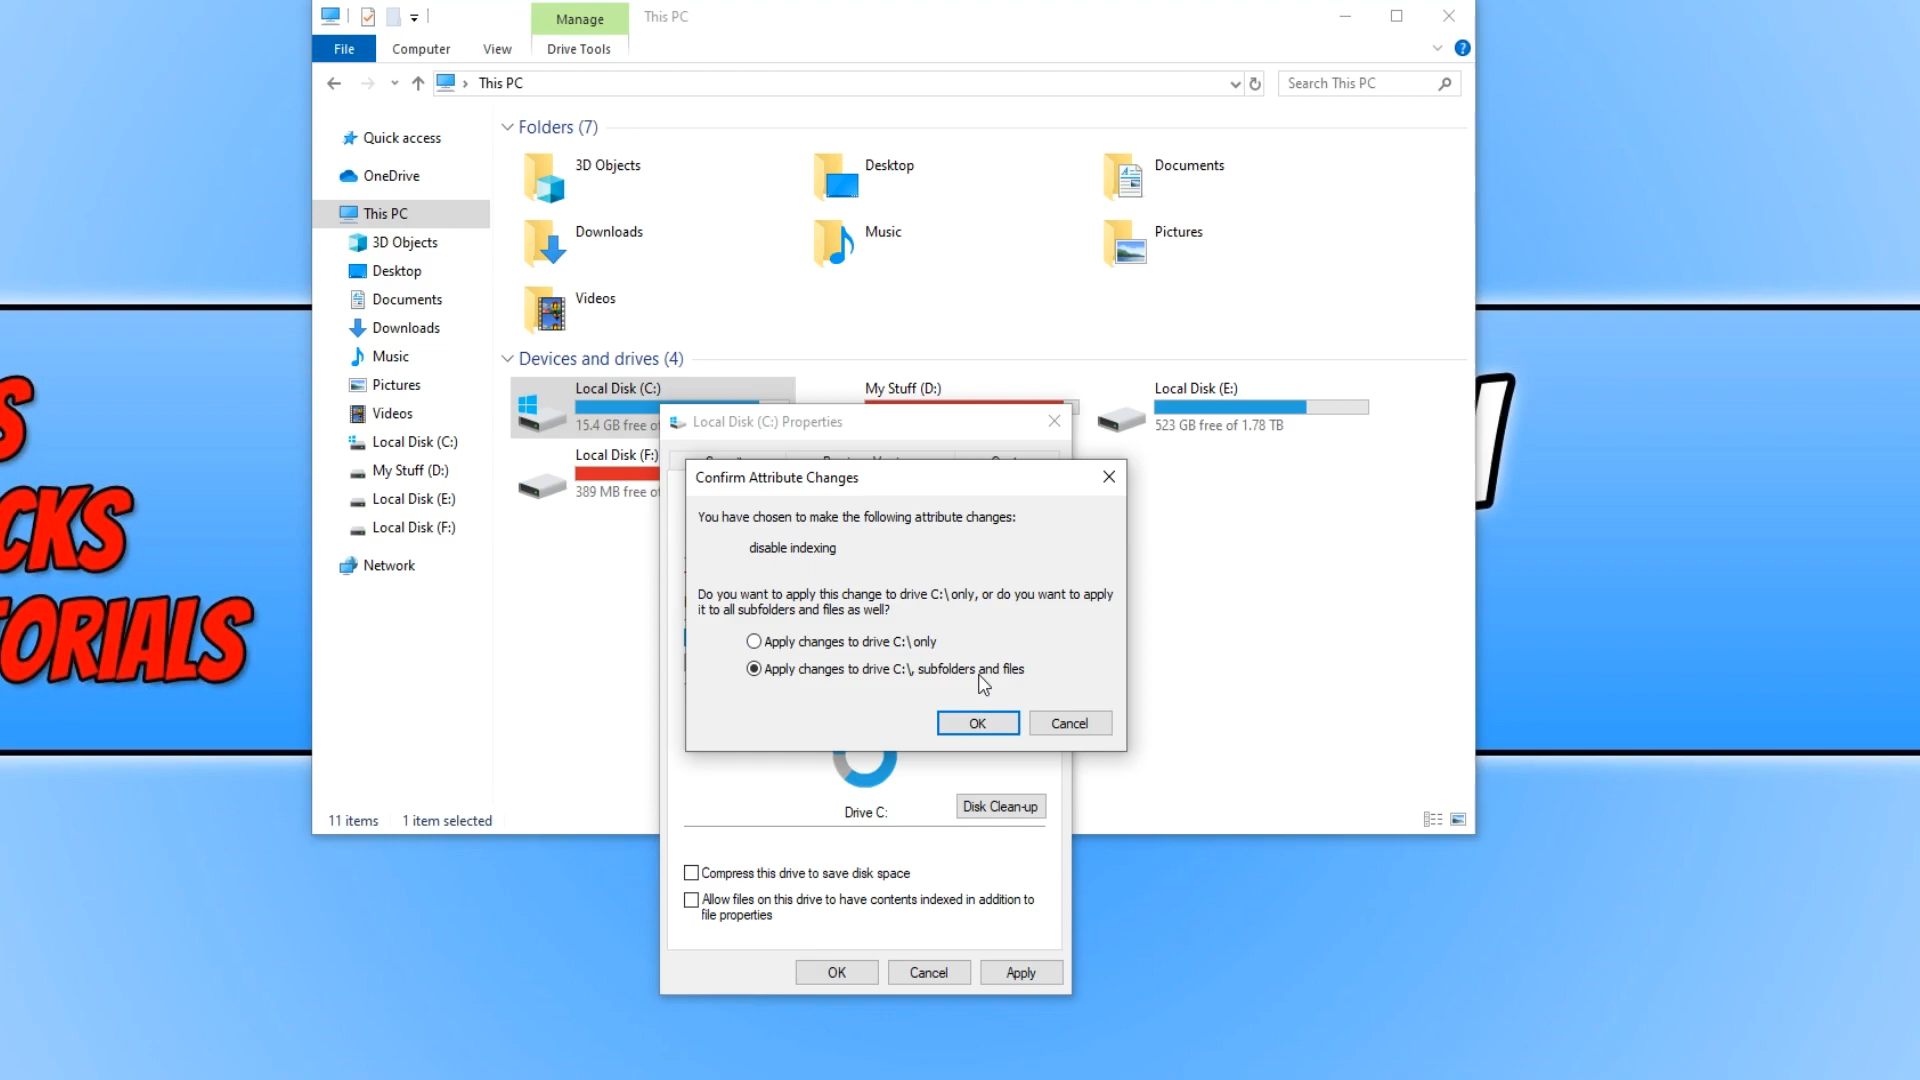 Manage
This PC
File
Computer
View
Drive Tools
This PC
Search This PC
Quick access
OneDrive
This PC
3D Objects
Desktop
Documents
Downloads
Music
Pictures
Videos
Local Disk (C:)
My Stuff (D:)
Local Disk (E:)
Local Disk (F:)
Network
Folders (7)
3D Objects
Desktop
Documents
Downloads
Music
Pictures
Videos
Devices and drives (4)
Local Disk (C:)
15.4 GB free of
My Stuff (D:)
Local Disk (E:)
523 GB free of 1.78 TB
Local Disk (F:)
389 MB free of
Local Disk (C:) Properties
Confirm Attribute Changes
You have chosen to make the following attribute changes:
disable indexing
Do you want to apply this change to drive C:\ only, or do you want to apply
it to all subfolders and files as well?
Apply changes to drive C:\ only
Apply changes to drive C:\, subfolders and files
OK
Cancel
Drive C:
Disk Clean-up
Compress this drive to save disk space
Allow files on this drive to have contents indexed in addition to
file properties
OK
Cancel
Apply
11 items
1 item selected